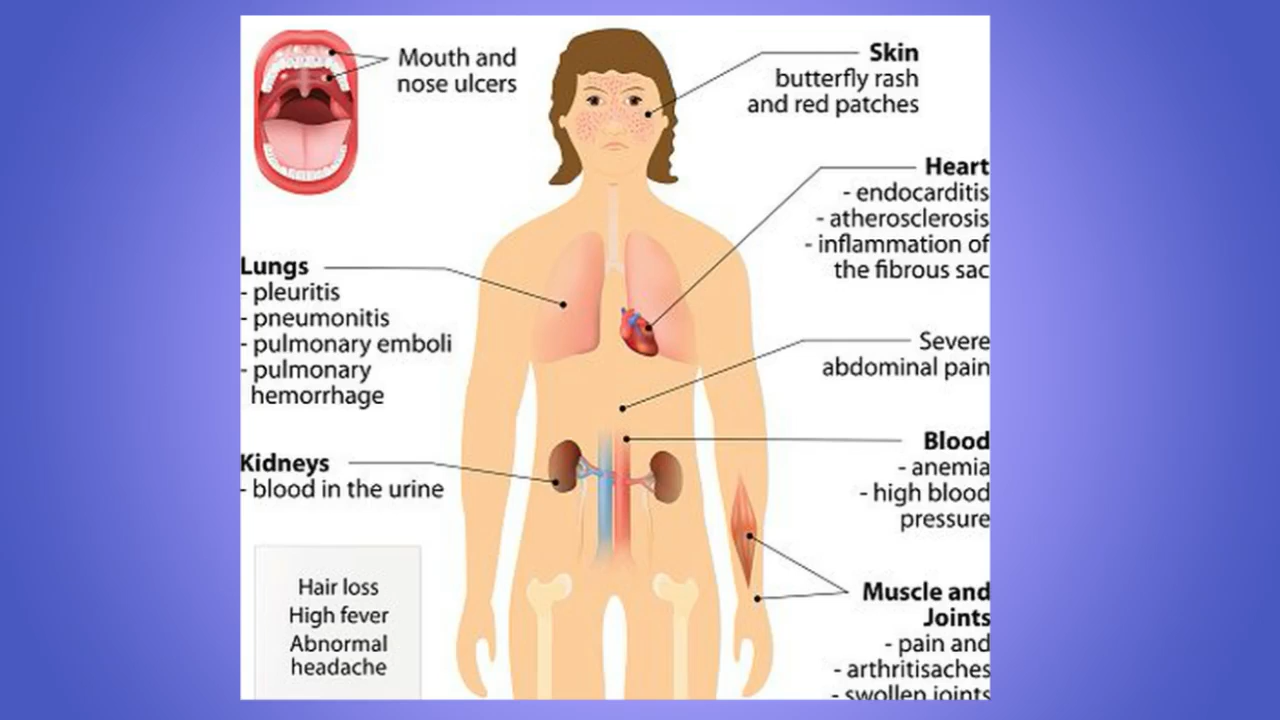 Mouth and
nose ulcers
Skin
butterfly rash
and red patches
Heart
- endocarditis
- atherosclerosis
- inflammation of
the fibrous sac
Lungs
- pleuritis
- pneumonitis
- pulmonary emboli
- pulmonary
hemorrhage
Severe
abdominal pain
Blood
- anemia
- high blood
pressure
Kidneys
- blood in the urine
Hair loss
High fever
Abnormal
headache
Muscle and
Joints
- pain and
- arthritisaches
- swollen joints